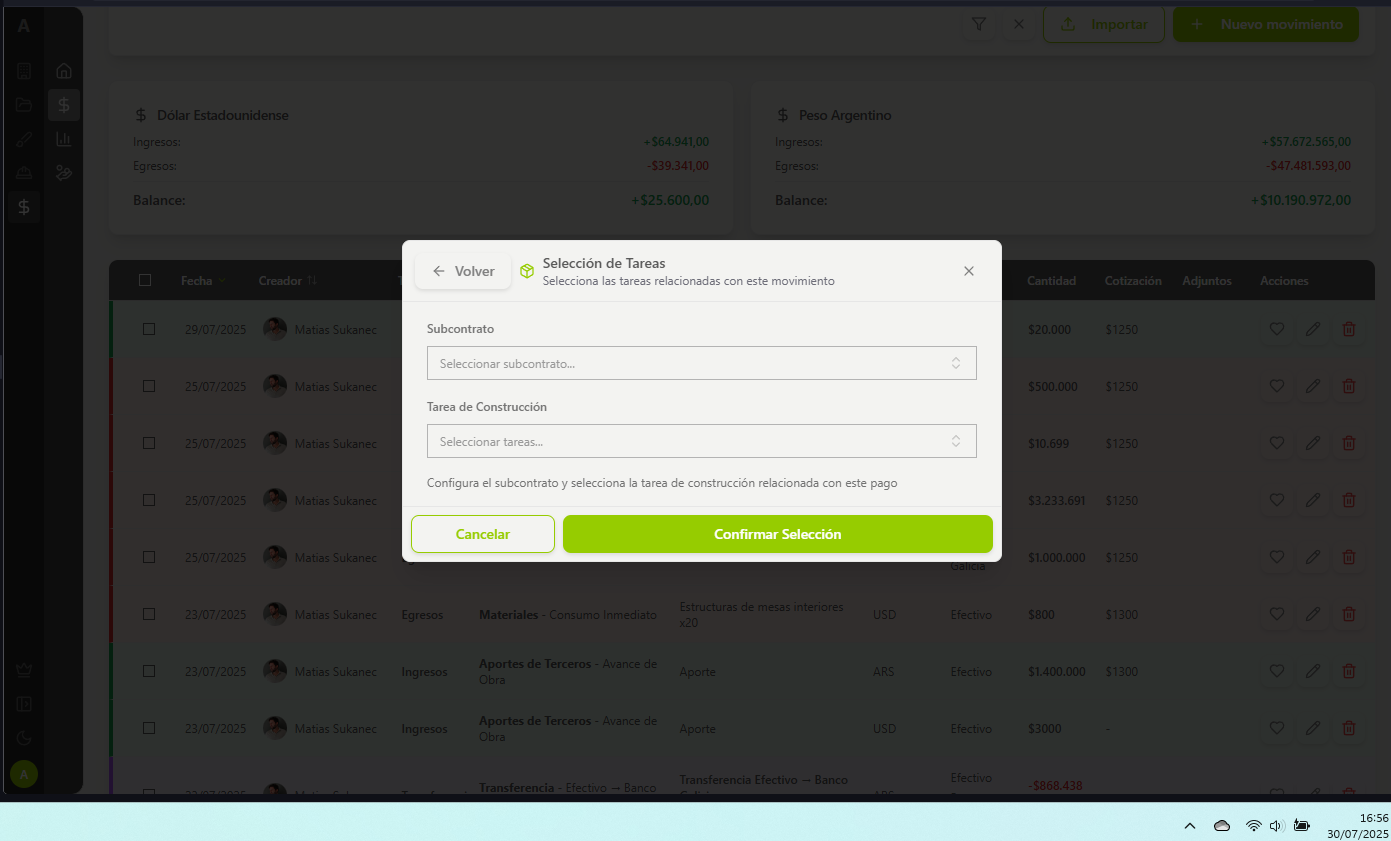 A
Importar
+ Nuevo movimiento
$ Dólar Estadounidense
Ingresos: +$64.941,00
Egresos: -$39.341,00
Balance: +$25.600,00
$ Peso Argentino
Ingresos: +$57.672.565,00
Egresos: -$47.481.593,00
Balance: +$10.190.972,00
Volver
Selección de Tareas
Selecciona las tareas relacionadas con este movimiento
Subcontrato
Seleccionar subcontrato...
Tarea de Construcción
Seleccionar tareas...
Configura el subcontrato y selecciona la tarea de construcción relacionada con este pago
Cancelar
Confirmar Selección
Fecha Creador Cantidad Cotización Adjuntos Acciones
29/07/2025 Matias Sukanec $20.000 $1250
25/07/2025 Matias Sukanec $500.000 $1250
25/07/2025 Matias Sukanec $10.699 $1250
25/07/2025 Matias Sukanec $3.233.691 $1250
25/07/2025 Matias Sukanec Galicia $1.000.000 $1250
23/07/2025 Matias Sukanec Egresos Materiales - Consumo Inmediato Estructuras de mesas interiores x20 USD Efectivo $800 $1300
23/07/2025 Matias Sukanec Ingresos Aportes de Terceros - Avance de Obra Aporte ARS Efectivo $1.400.000 $1300
23/07/2025 Matias Sukanec Ingresos Aportes de Terceros - Avance de Obra Aporte USD Efectivo $3000 -
Transferencia - Efectivo → Banco Transferencia Efectivo → Banco Efectivo -$868.438
A
16:56
30/07/2025